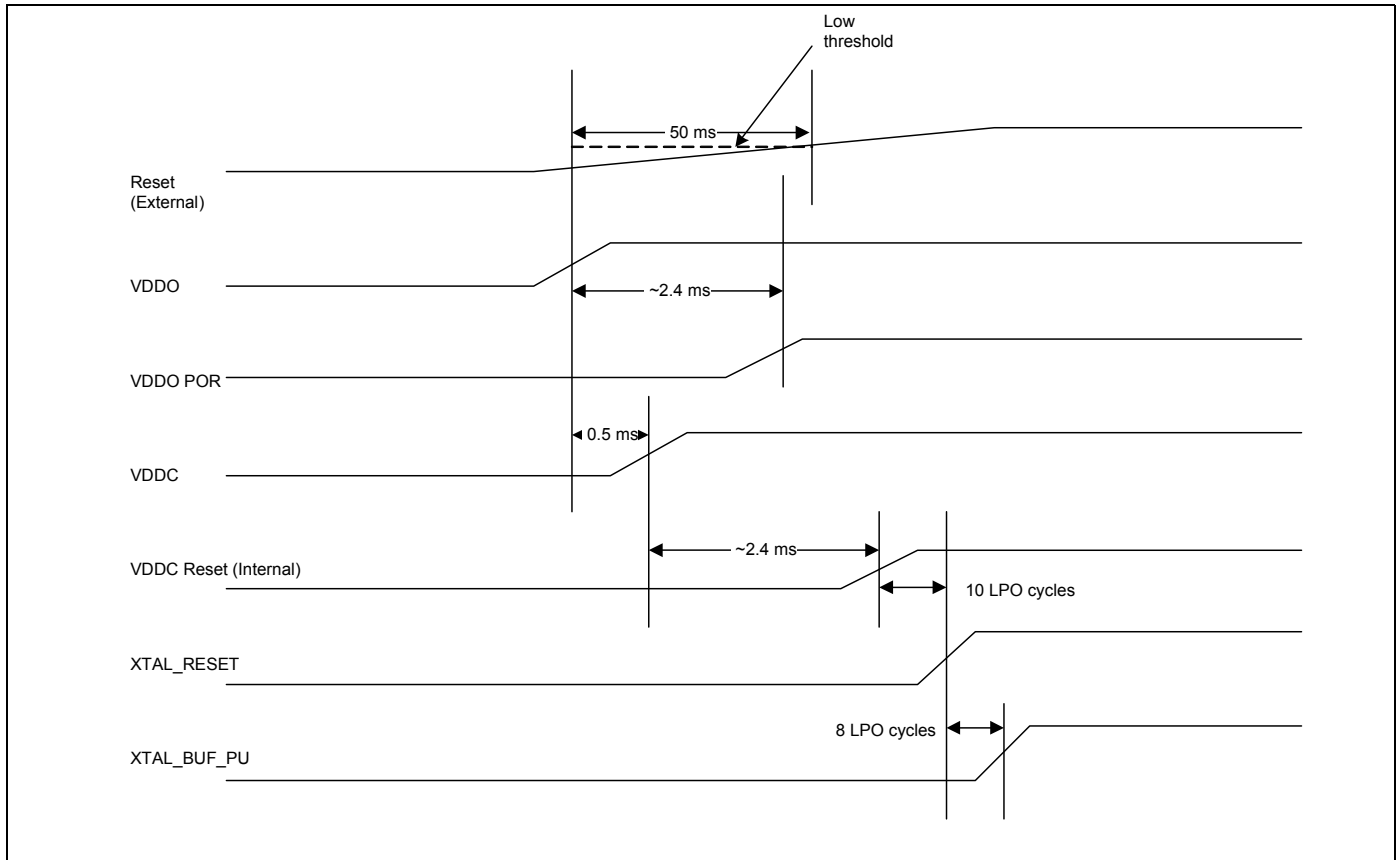 Low
threshold
50 ms
Reset
(External)
VDDO
~2.4 ms
VDDO POR
0.5 ms
VDDC
~2.4 ms
VDDC Reset (Internal)
10 LPO cycles
XTAL_RESET
8 LPO cycles
XTAL_BUF_PU